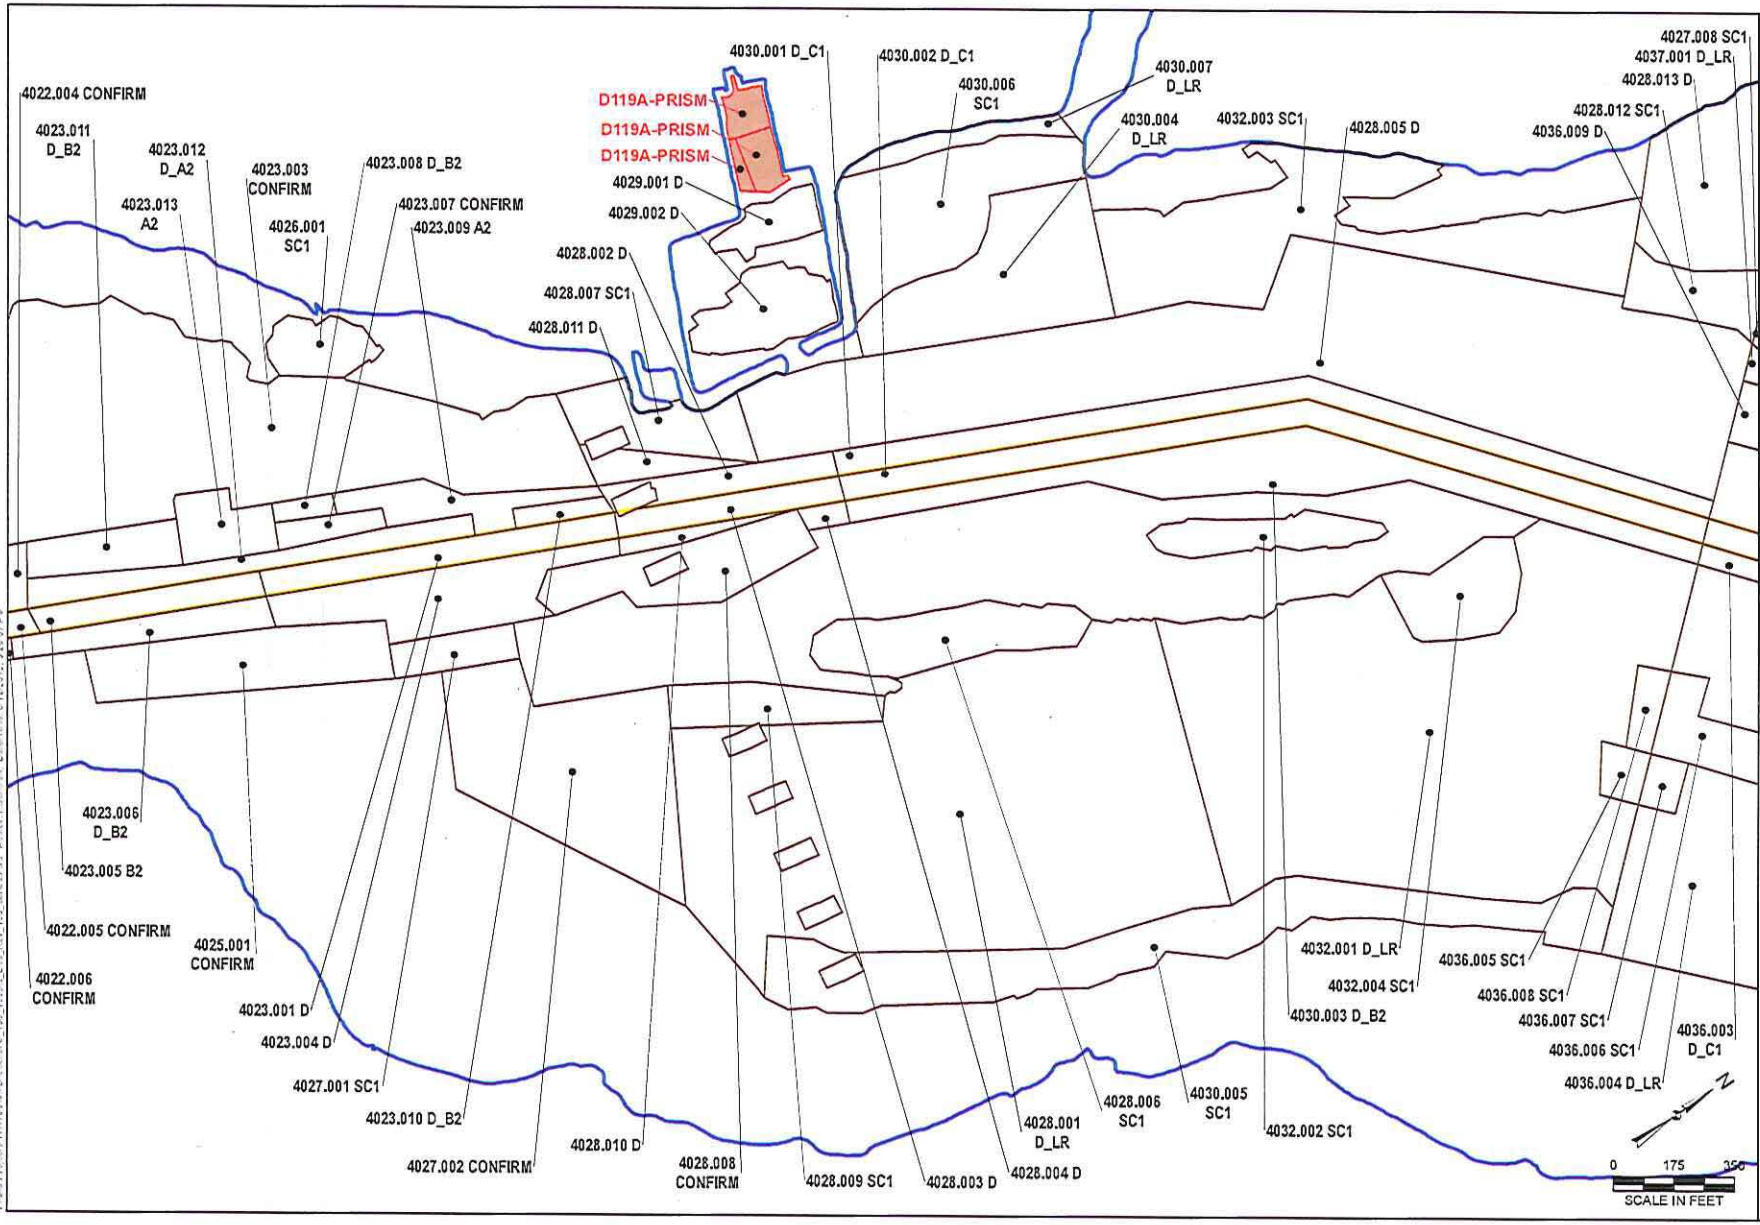 4022.004 CONFIRM
4023.011
D_B2
4023.012
D_A2
4023.013
A2
4023.003
CONFIRM
4026.001
SC1
4023.008 D_B2
4023.007 CONFIRM
4023.009 A2
D119A-PRISM
D119A-PRISM
D119A-PRISM
4029.001 D
4029.002 D
4028.002 D
4028.007 SC1
4028.011 D
4030.001 D_C1
4030.002 D_C1
4030.006
SC1
4030.007
D_LR
4030.004
D_LR
4032.003 SC1
4028.005 D
4027.008 SC1
4037.001 D_LR
4028.013 D
4028.012 SC1
4036.009 D
4023.006
D_B2
4023.005 B2
4022.005 CONFIRM
4022.006
CONFIRM
4025.001
CONFIRM
4023.001 D
4023.004 D
4027.001 SC1
4023.010 D_B2
4027.002 CONFIRM
4028.010 D
4028.008
CONFIRM
4028.009 SC1
4028.003 D
4028.004 D
4028.001
D_LR
4028.006
SC1
4030.005
SC1
4032.002 SC1
4030.003 D_B2
4032.001 D_LR
4032.004 SC1
4036.005 SC1
4036.008 SC1
4036.007 SC1
4036.006 SC1
4036.004 D_LR
4036.003
D_C1
N
0 175 350
SCALE IN FEET